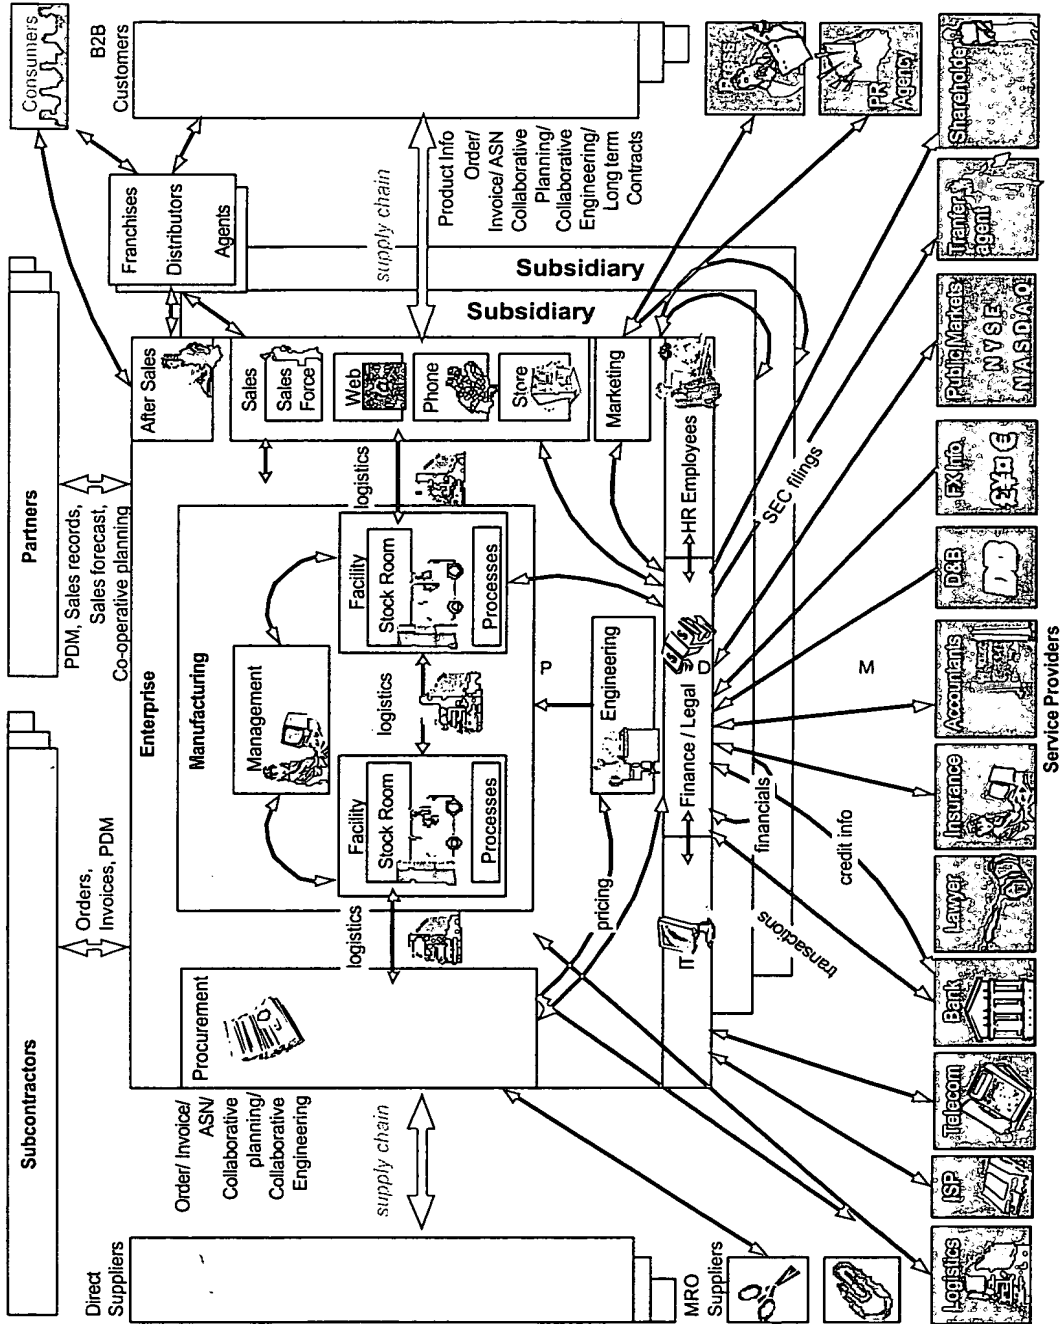 Subcontractors
Partners
Consumers
Orders,
Invoices, PDM
PDM, Sales records,
Sales forecast,
Co-operative planning
Franchises
Distributors
Agents
B2B
Customers
Direct
Suppliers
Order/ Invoice/
ASN/
Collaborative
planning/
Collaborative
Engineering
supply chain
Enterprise
After Sales
Procurement
Manufacturing
Management
logistics
Facility
Stock Room
Processes
logistics
Facility
Stock Room
Processes
logistics
Sales
Sales
Force
Web
Phone
Store
Marketing
supply chain
Product Info
Order/
Invoice/ ASN
Collaborative
Planning/
Collaborative
Engineering/
Long term
Contracts
Subsidiary
Subsidiary
pricing
Engineering
P
IT
Finance / Legal
D
HR Employees
M
transactions
financials
credit info
SEC filings
MRO
Suppliers
Press
PR
Agency
Logistics
ISP
Telecom
Bank
Lawyer
Insurance
Accountants
D&B
D&B
FX Info
£¥¤€
Public Markets
NYSE
NASDAQ
Tranfer
agent
Shareholder
Service Providers